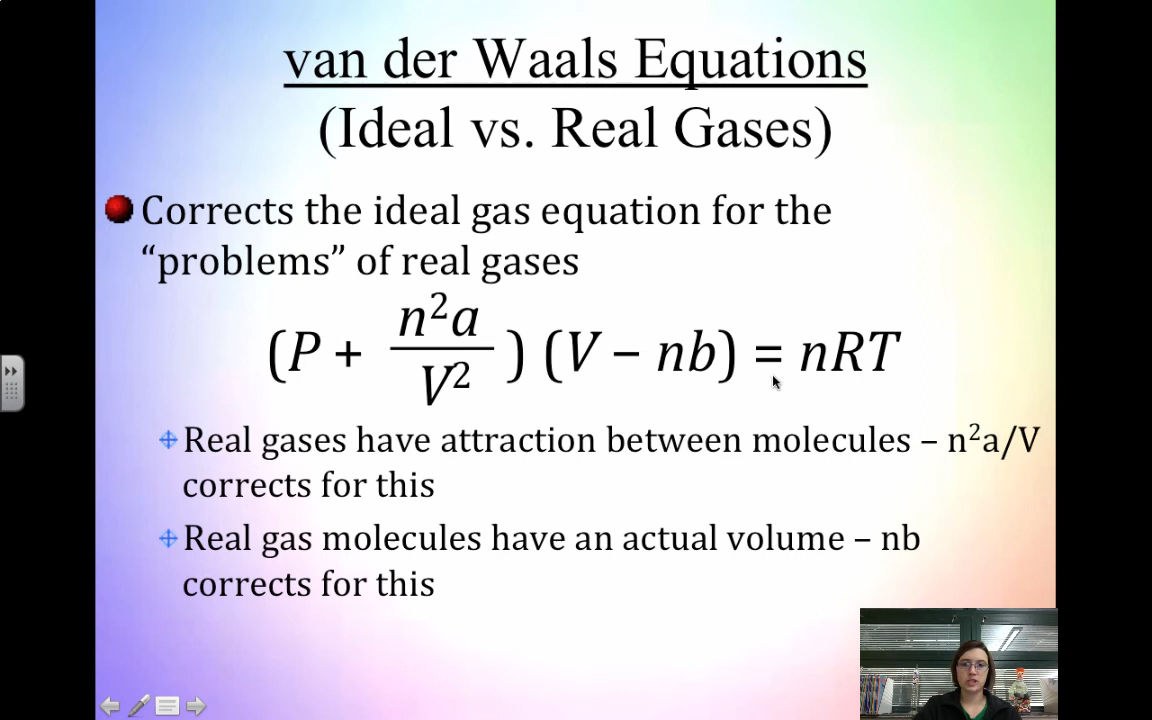 van der Waals Equations
(Ideal vs. Real Gases)
Corrects the ideal gas equation for the
“problems” of real gases
(P + n²a / V²) (V − nb) = nRT
Real gases have attraction between molecules – n²a/V
corrects for this
Real gas molecules have an actual volume – nb
corrects for this